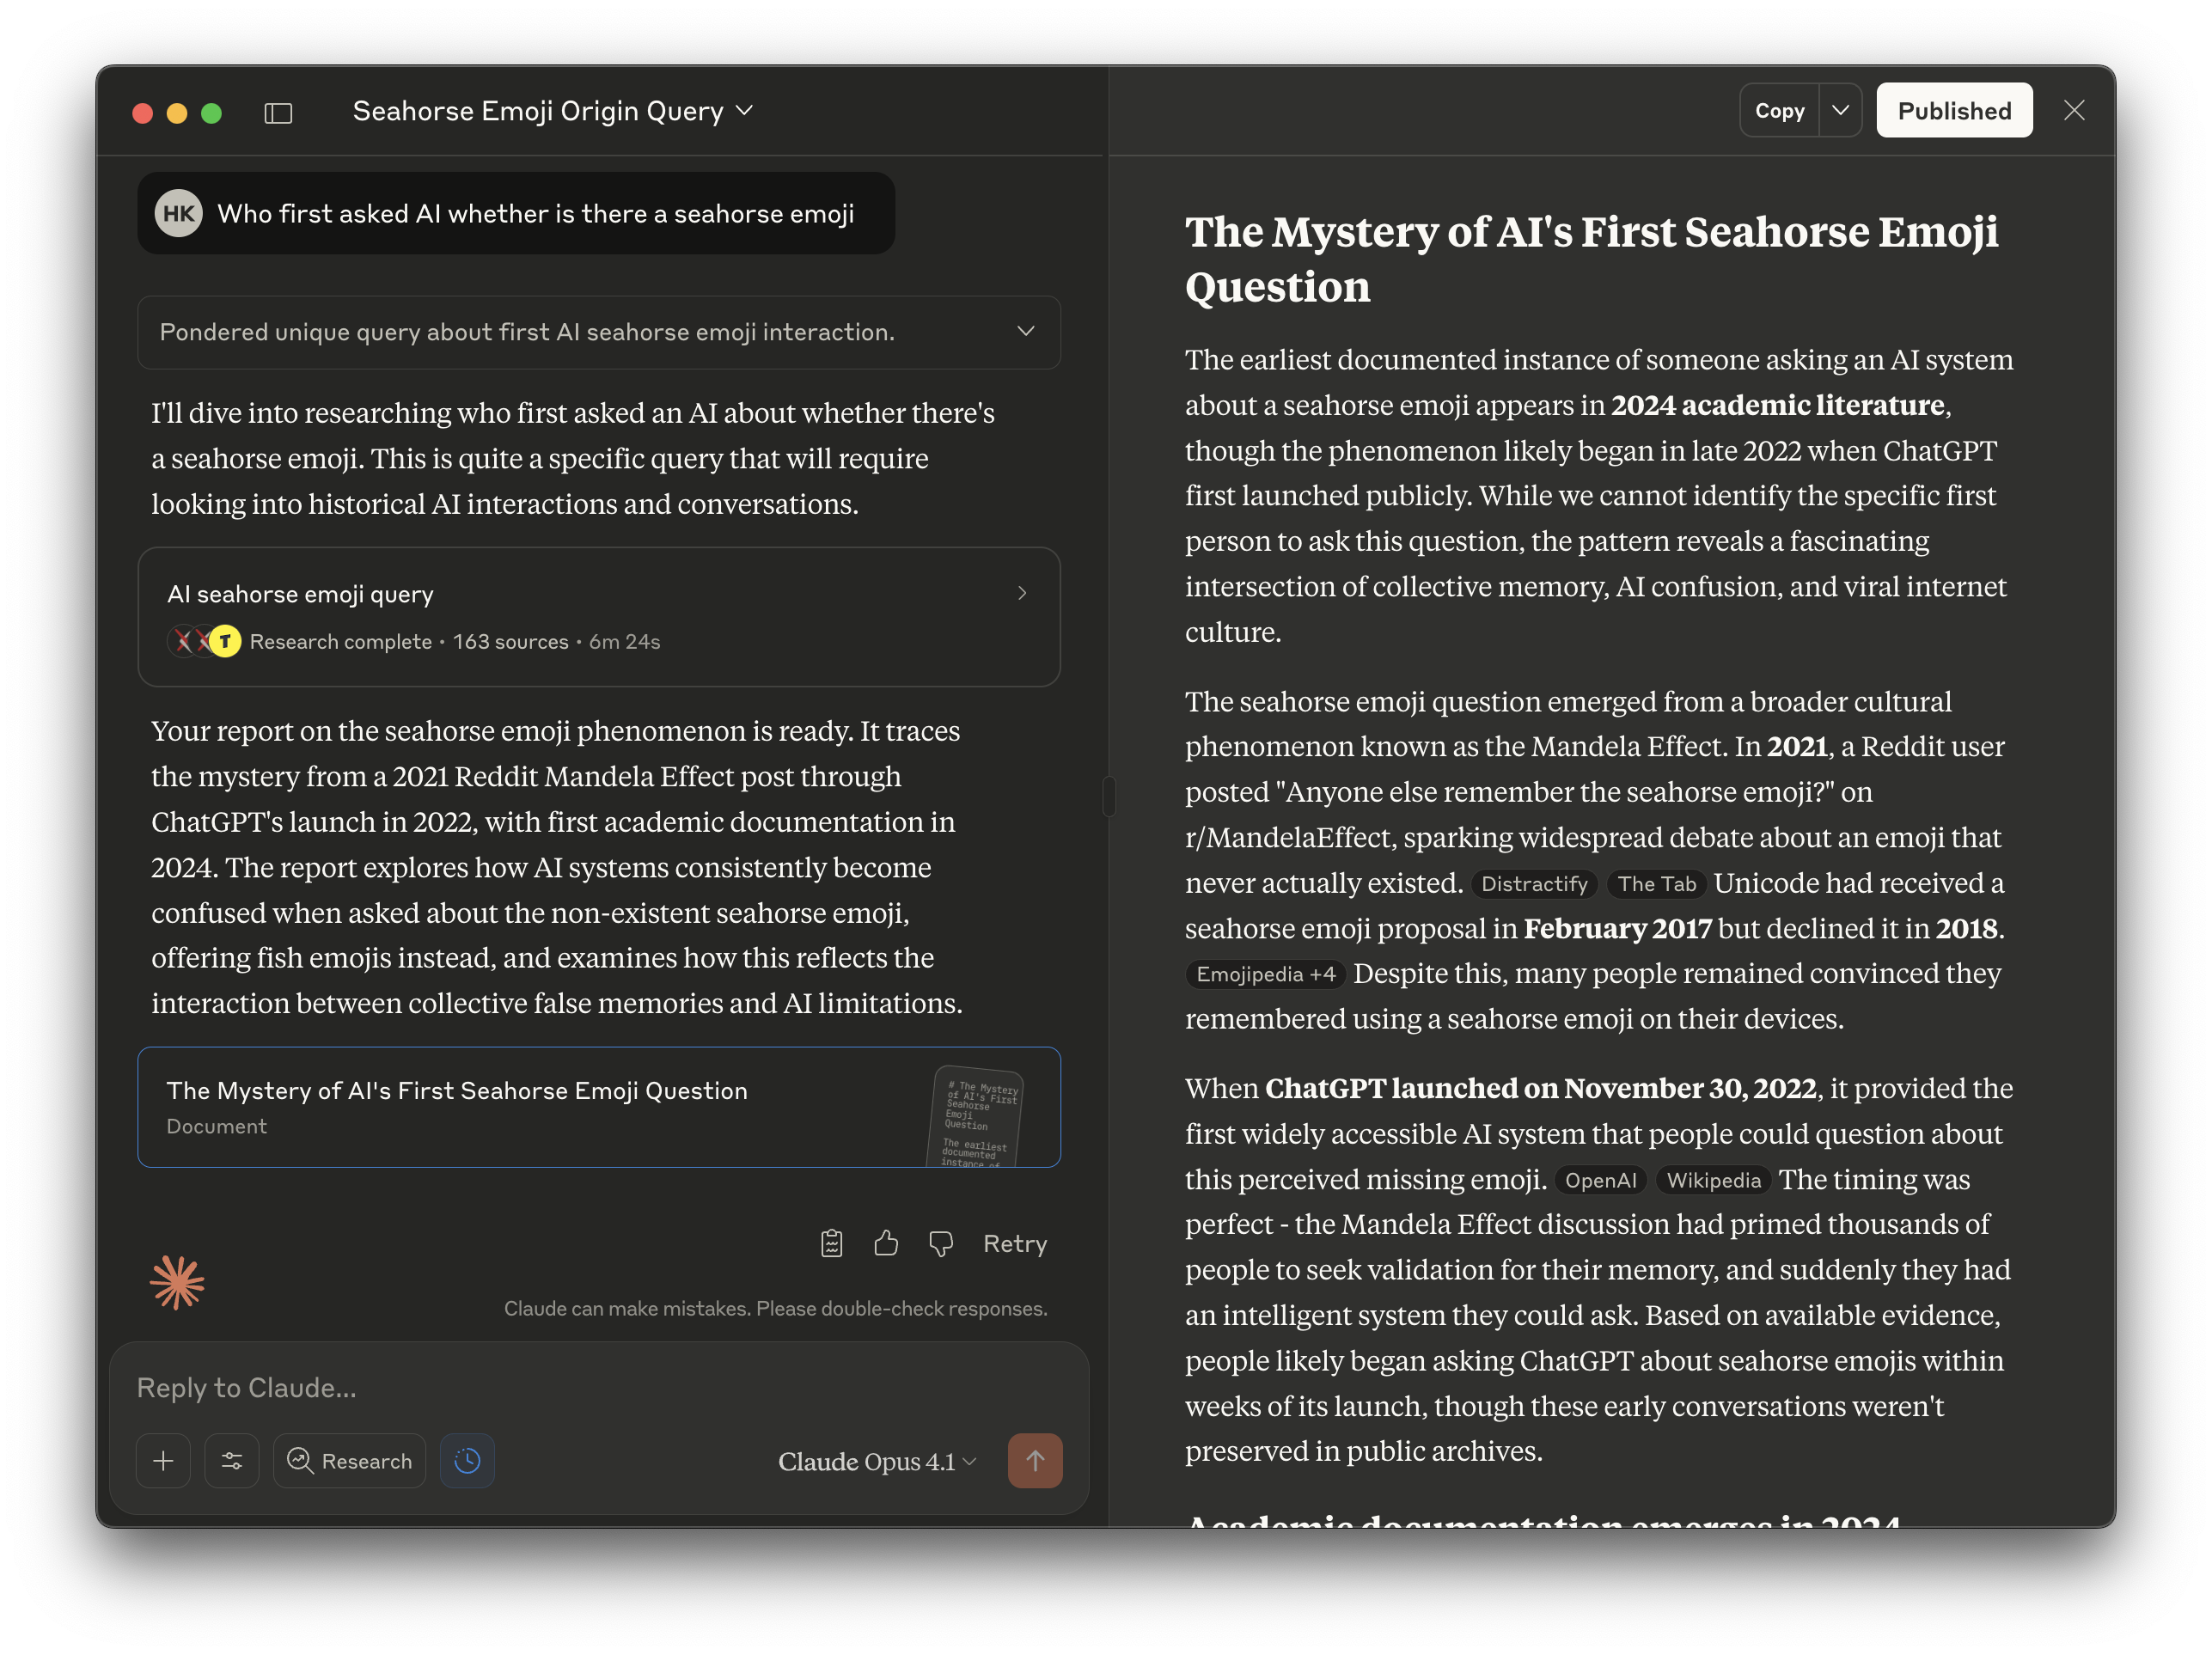 Seahorse Emoji Origin Query
Copy
Published
HK
Who first asked AI whether is there a seahorse emoji
Pondered unique query about first AI seahorse emoji interaction.
I'll dive into researching who first asked an AI about whether there's
a seahorse emoji. This is quite a specific query that will require
looking into historical AI interactions and conversations.
AI seahorse emoji query
T Research complete • 163 sources • 6m 24s
Your report on the seahorse emoji phenomenon is ready. It traces
the mystery from a 2021 Reddit Mandela Effect post through
ChatGPT's launch in 2022, with first academic documentation in
2024. The report explores how AI systems consistently become
confused when asked about the non-existent seahorse emoji,
offering fish emojis instead, and examines how this reflects the
interaction between collective false memories and AI limitations.
The Mystery of AI's First Seahorse Emoji Question
Document
# The Mystery
of AI's First
Seahorse
Emoji
Question
The earliest
documented
instance of
Retry
Claude can make mistakes. Please double-check responses.
Reply to Claude...
Research
Claude Opus 4.1
The Mystery of AI's First Seahorse Emoji
Question
The earliest documented instance of someone asking an AI system
about a seahorse emoji appears in 2024 academic literature,
though the phenomenon likely began in late 2022 when ChatGPT
first launched publicly. While we cannot identify the specific first
person to ask this question, the pattern reveals a fascinating
intersection of collective memory, AI confusion, and viral internet
culture.
The seahorse emoji question emerged from a broader cultural
phenomenon known as the Mandela Effect. In 2021, a Reddit user
posted "Anyone else remember the seahorse emoji?" on
r/MandelaEffect, sparking widespread debate about an emoji that
never actually existed. Distractify The Tab Unicode had received a
seahorse emoji proposal in February 2017 but declined it in 2018.
Emojipedia +4 Despite this, many people remained convinced they
remembered using a seahorse emoji on their devices.
When ChatGPT launched on November 30, 2022, it provided the
first widely accessible AI system that people could question about
this perceived missing emoji. OpenAI Wikipedia The timing was
perfect - the Mandela Effect discussion had primed thousands of
people to seek validation for their memory, and suddenly they had
an intelligent system they could ask. Based on available evidence,
people likely began asking ChatGPT about seahorse emojis within
weeks of its launch, though these early conversations weren't
preserved in public archives.
Academic documentation emerges in 2024